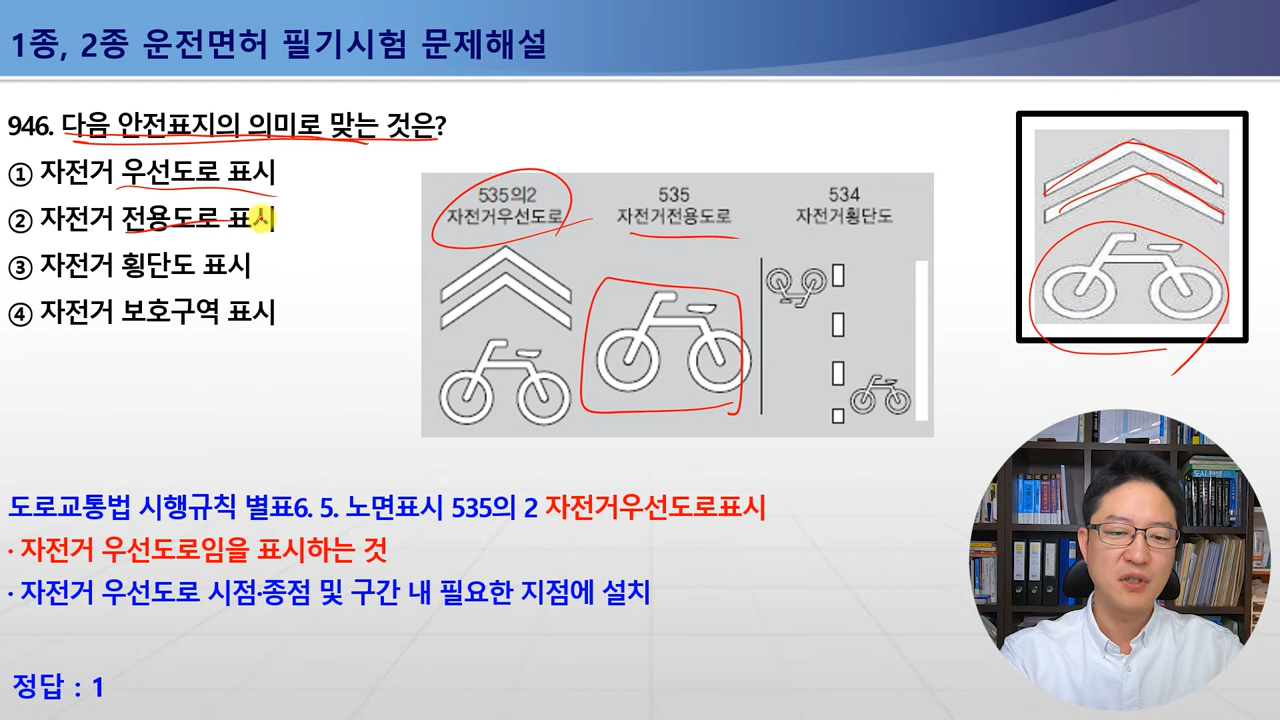 1종, 2종 운전면허 필기시험 문제해설
946. 다음 안전표지의 의미로 맞는 것은?
① 자전거 우선도로 표시
② 자전거 전용도로 표시
③ 자전거 횡단도 표시
④ 자전거 보호구역 표시
535의2
자전거우선도로
535
자전거전용도로
534
자전거횡단도
도로교통법 시행규칙 별표6. 5. 노면표시 535의 2 자전거우선도로표시
· 자전거 우선도로임을 표시하는 것
· 자전거 우선도로 시점·종점 및 구간 내 필요한 지점에 설치
정답 : 1